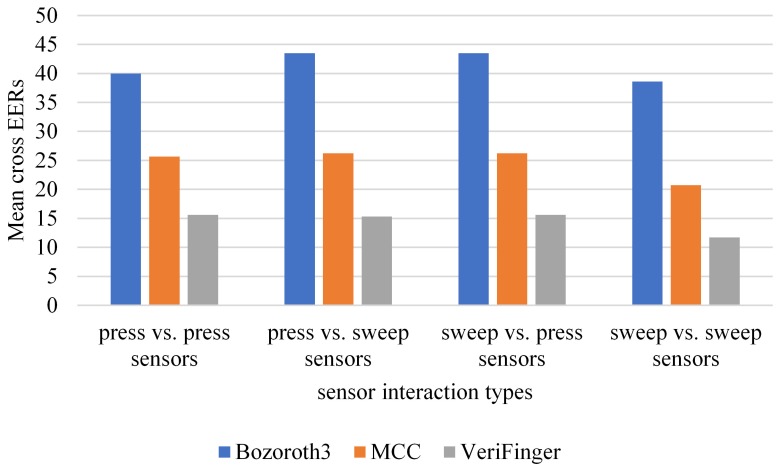 50
45
40
35
30
25
20
15
10
5
0
Mean cross EERs
press vs. press sensors
press vs. sweep sensors
sweep vs. press sensors
sweep vs. sweep sensors
sensor interaction types
Bozoroth3 MCC VeriFinger